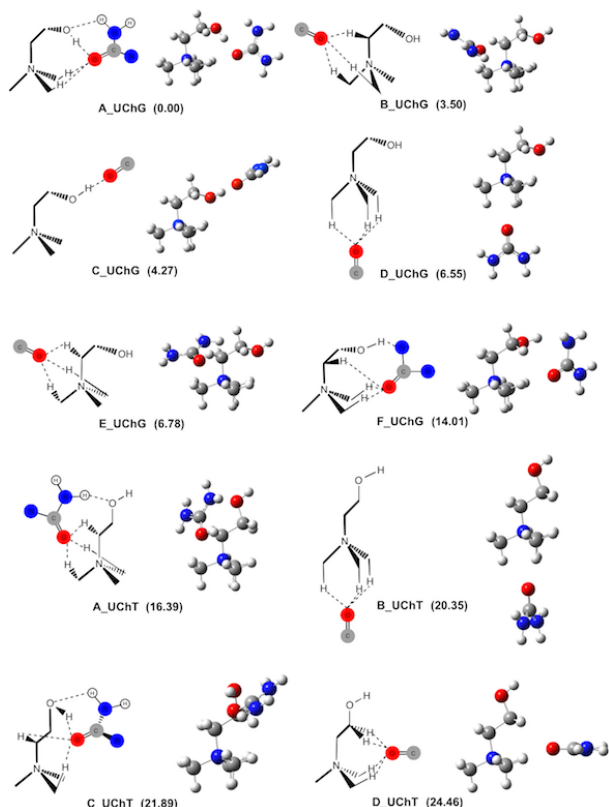 A_UChG (0.00)
B_UChG (3.50)
C_UChG (4.27)
D_UChG (6.55)
E_UChG (6.78)
F_UChG (14.01)
A_UChT (16.39)
B_UChT (20.35)
C_UChT (21.89)
D_UChT (24.46)